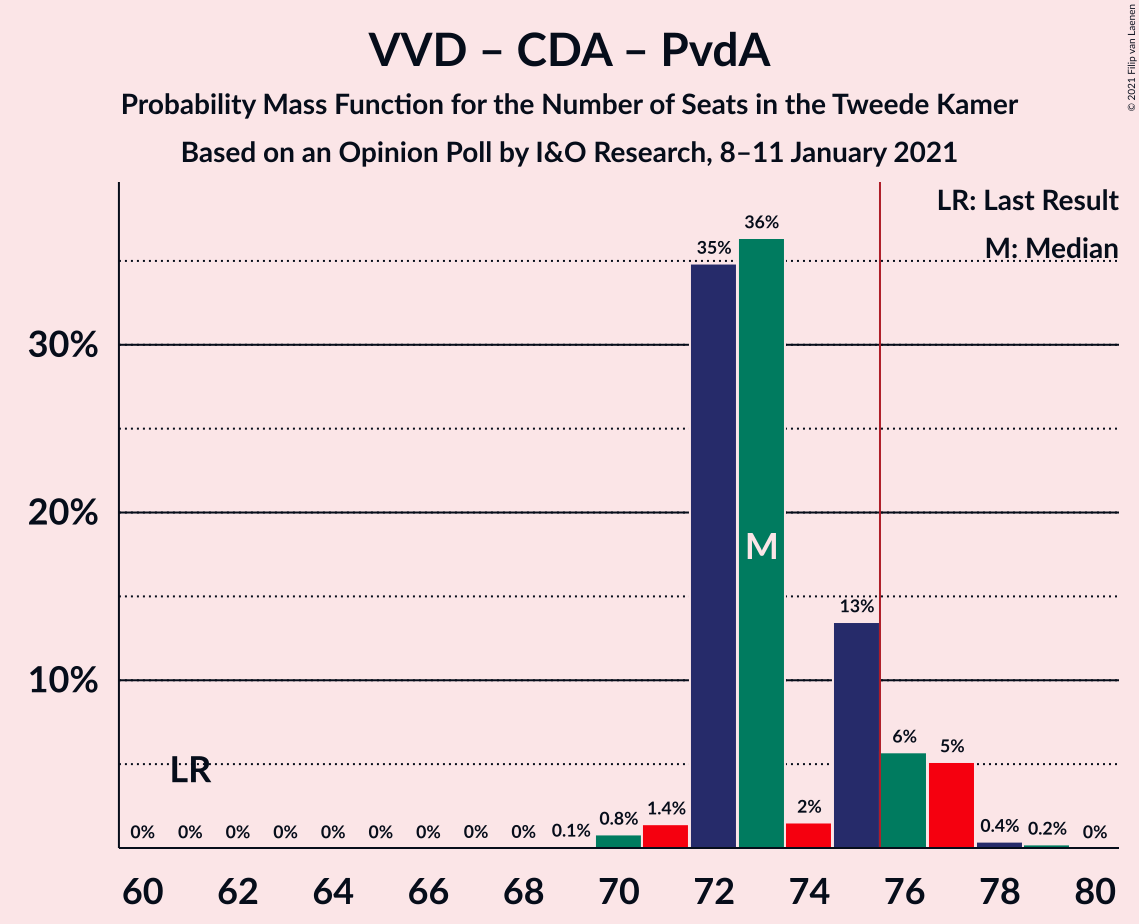 VVD – CDA – PvdA
Probability Mass Function for the Number of Seats in the Tweede Kamer
Based on an Opinion Poll by I&O Research, 8–11 January 2021
© 2021 Filip van Laenen
LR: Last Result
M: Median
36%
35%
30%
M
20%
13%
10%
6%
5%
LR
0% 0% 0% 0% 0% 0% 0% 0% 0% 0.1% 0.8% 1.4% 2% 0.4% 0.2% 0%
60 62 64 66 68 70 72 74 76 78 80